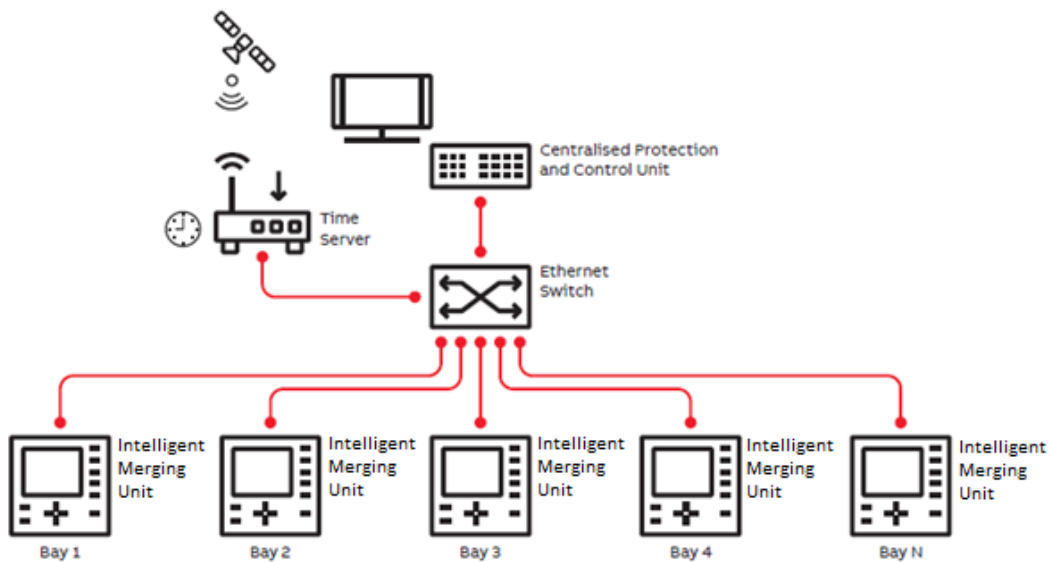 Centralised Protection
and Control Unit
Time
Server
Ethernet
Switch
Intelligent
Merging
Unit
Intelligent
Merging
Unit
Intelligent
Merging
Unit
Intelligent
Merging
Unit
Intelligent
Merging
Unit
Bay 1
Bay 2
Bay 3
Bay 4
Bay N